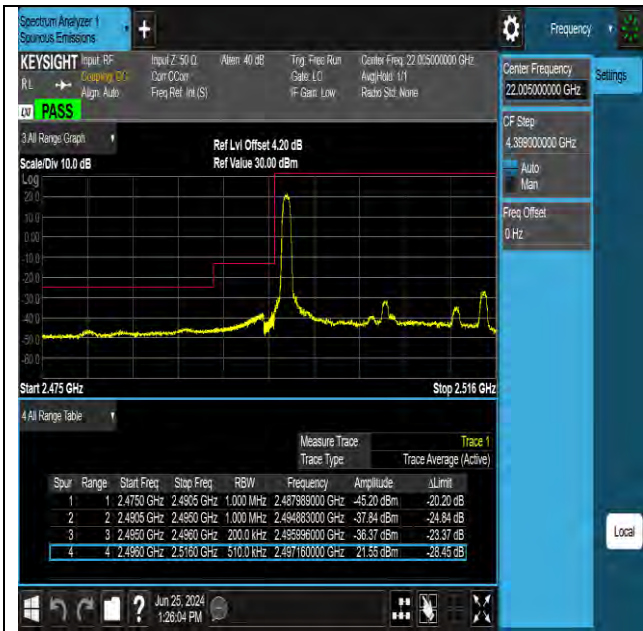 Spectrum Analyzer 1
Spurious Emissions
Frequency
KEYSIGHT
RL
Input: RF
Coupling: DC
Align: Auto
Input Z: 50 Ω
Corr CCorr
Freq Ref: Int (S)
Atten: 40 dB
Trig: Free Run
Gate: LO
IF Gain: Low
Center Freq: 22.005000000 GHz
Avg|Hold: 1/1
Radio Std: None
PASS
Center Frequency
22.005000000 GHz
Settings
CF Step
4.399000000 GHz
Auto
Man
Freq Offset
0 Hz
3 All Range Graph
Scale/Div 10.0 dB
Ref Lvl Offset 4.20 dB
Ref Value 30.00 dBm
Log
20.0
10.0
0.00
-10.0
-20.0
-30.0
-40.0
-50.0
-60.0
Start 2.475 GHz
Stop 2.516 GHz
4 All Range Table
Measure Trace Trace 1
Trace Type Trace Average (Active)
Spur Range Start Freq Stop Freq RBW Frequency Amplitude ΔLimit
1 1 2.4750 GHz 2.4905 GHz 1.000 MHz 2.487989000 GHz -45.20 dBm -20.20 dB
2 2 2.4905 GHz 2.4950 GHz 1.000 MHz 2.494883000 GHz -37.84 dBm -24.84 dB
3 3 2.4950 GHz 2.4960 GHz 200.0 kHz 2.495996000 GHz -36.37 dBm -23.37 dB
4 4 2.4960 GHz 2.5160 GHz 510.0 kHz 2.497160000 GHz 21.55 dBm -28.45 dB
Local
Jun 25, 2024
1:26:04 PM